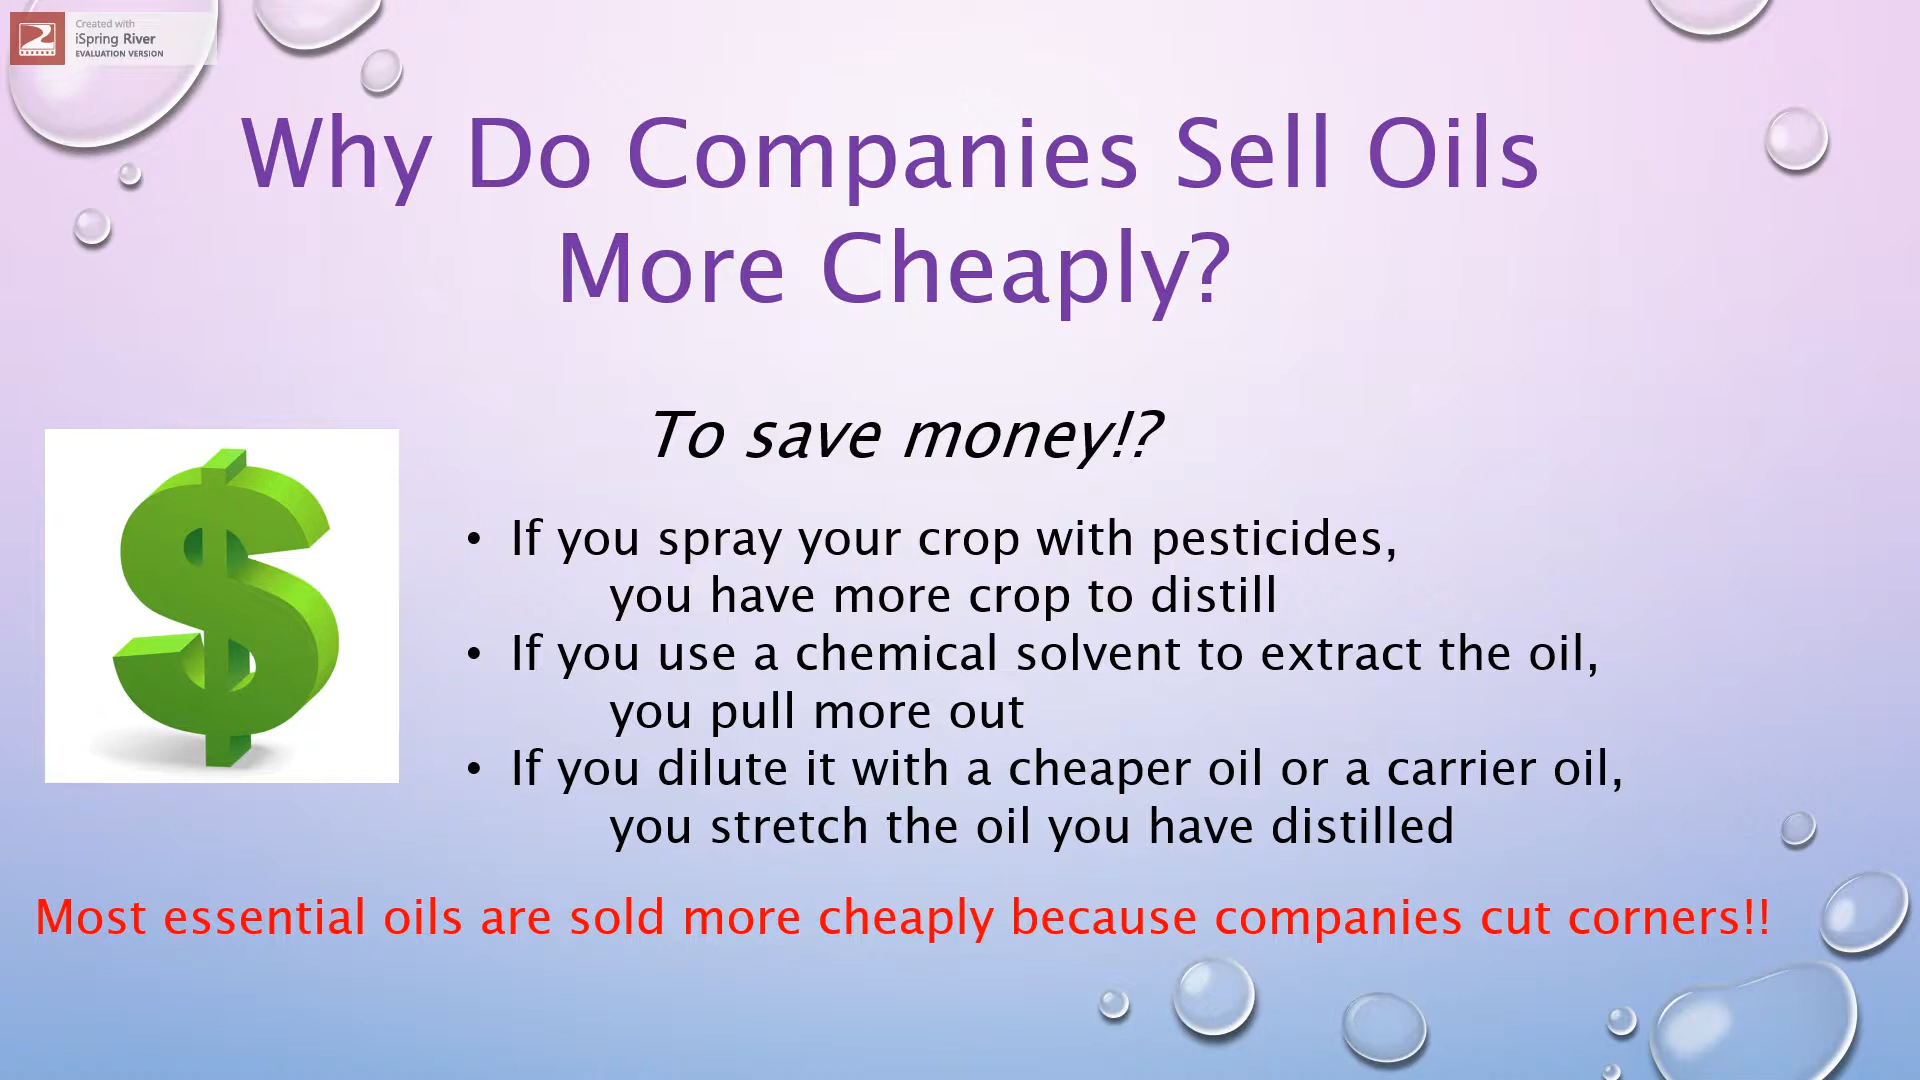 Created with
iSpring River
EVALUATION VERSION
Why Do Companies Sell Oils
More Cheaply?
To save money!?
• If you spray your crop with pesticides,
you have more crop to distill
• If you use a chemical solvent to extract the oil,
you pull more out
• If you dilute it with a cheaper oil or a carrier oil,
you stretch the oil you have distilled
Most essential oils are sold more cheaply because companies cut corners!!